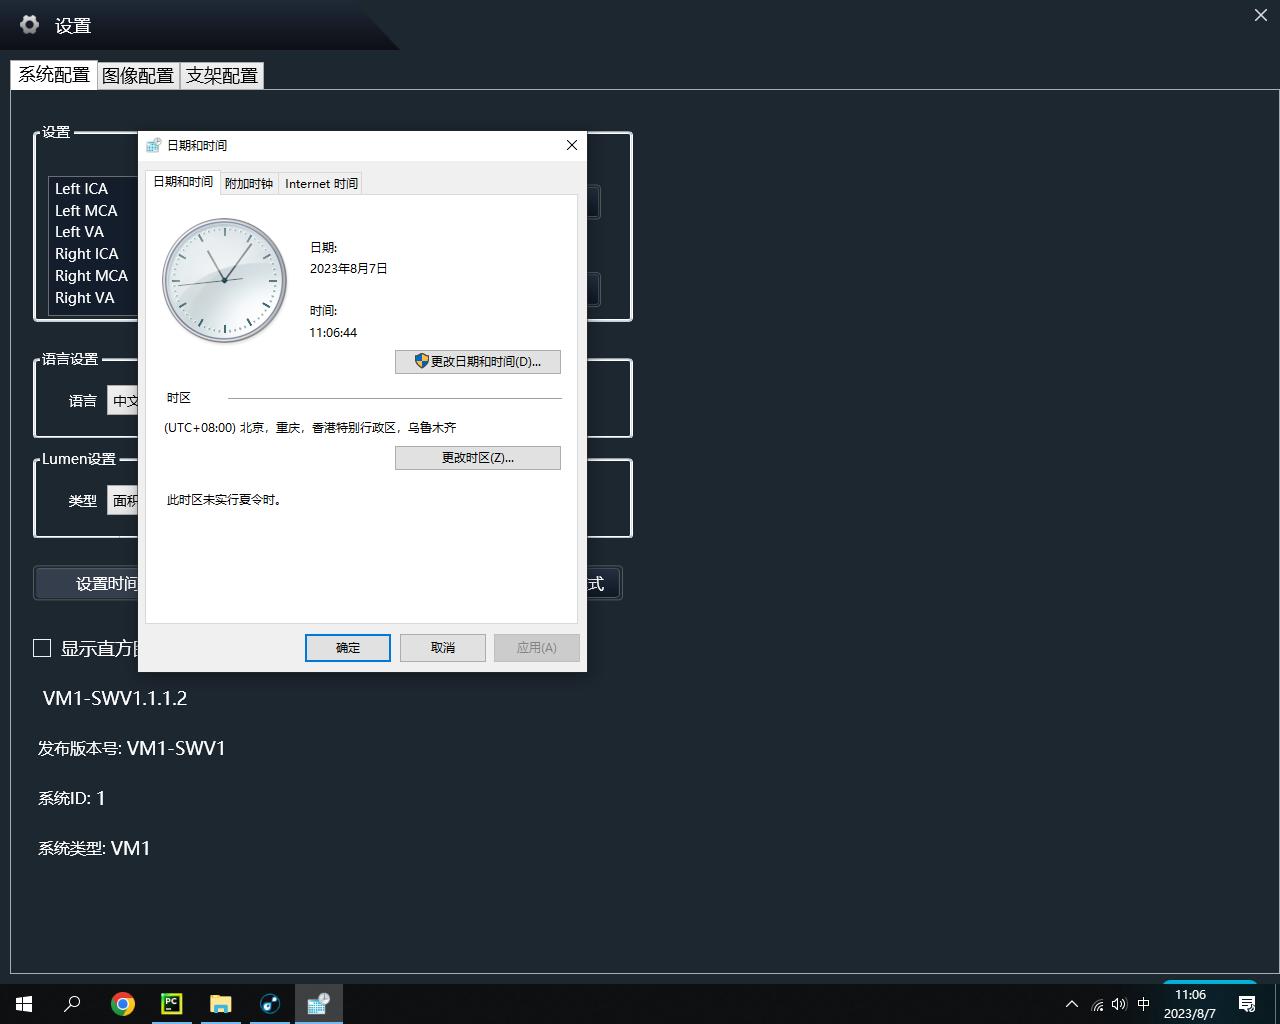 设置
系统配置 图像配置 支架配置
设置
Left ICA
Left MCA
Left VA
Right ICA
Right MCA
Right VA
语言设置
语言 中文
Lumen设置
类型 面积
设置时间
式
显示直方
VM1-SWV1.1.1.2
发布版本号: VM1-SWV1
系统ID: 1
系统类型: VM1
日期和时间
日期和时间 附加时钟 Internet 时间
日期:
2023年8月7日
时间:
11:06:44
更改日期和时间(D)...
时区
(UTC+08:00) 北京，重庆，香港特别行政区，乌鲁木齐
更改时区(Z)...
此时区未实行夏令时。
确定 取消 应用(A)
PC
中
11:06
2023/8/7